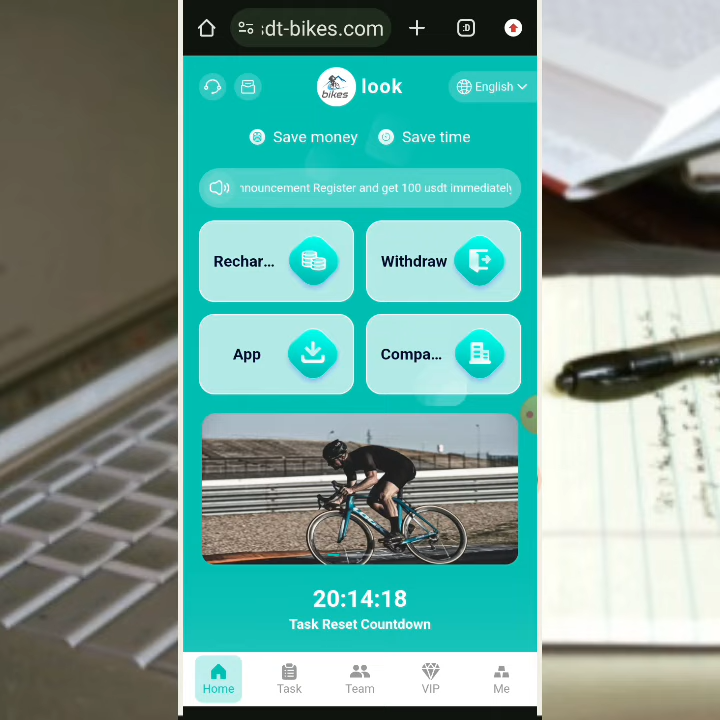 :dt-bikes.com
:D
bikes
look
English
Save money
Save time
nnouncement Register and get 100 usdt immediately
Rechar...
Withdraw
App
Compa...
20:14:18
Task Reset Countdown
Home
Task
Team
VIP
Me